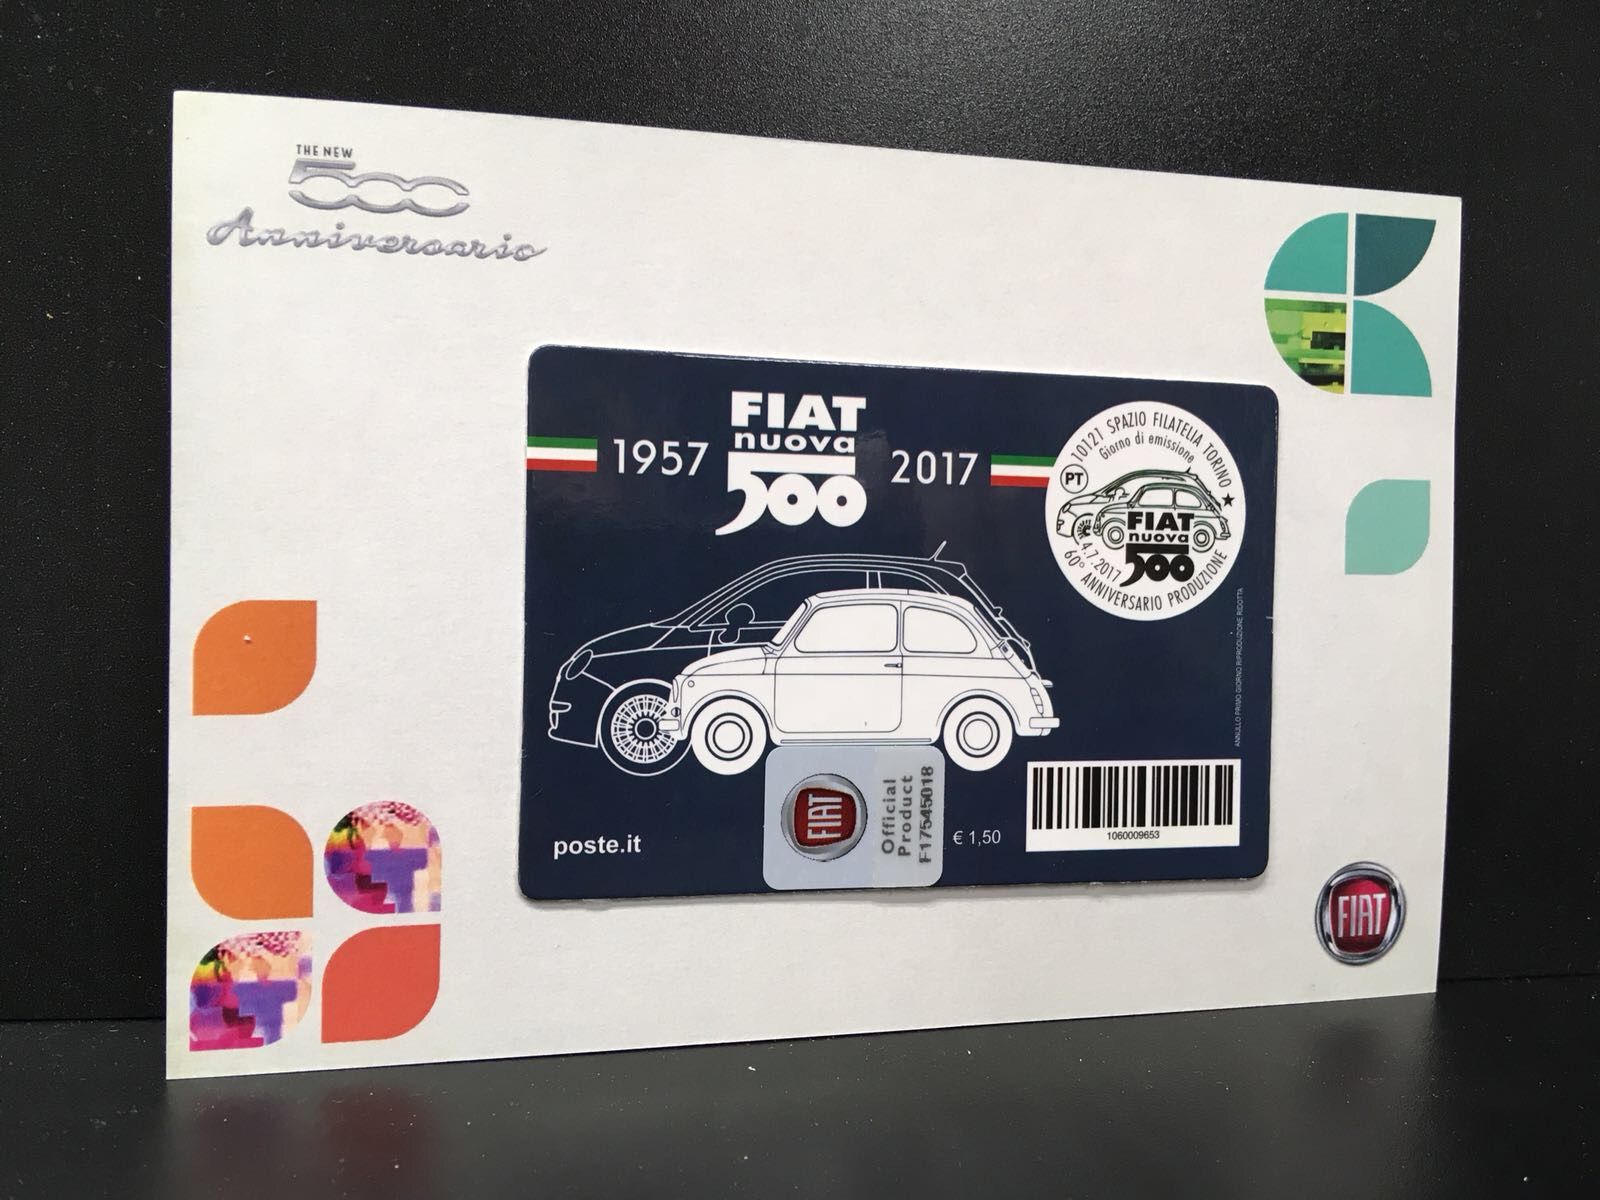 THE NEW
500
Anniversario
1957
FIAT
nuova
500
2017
10121 SPAZIO FILATELIA TORINO
Giorno di emissione
PT
FIAT
nuova
500
4.7.2017
60° ANNIVERSARIO PRODUZIONE
ANNULLO PRIMO GIORNO RIPRODUZIONE RIDOTTA
poste.it
FIAT
Official
Product
F17545018
€ 1,50
1060009653
FIAT